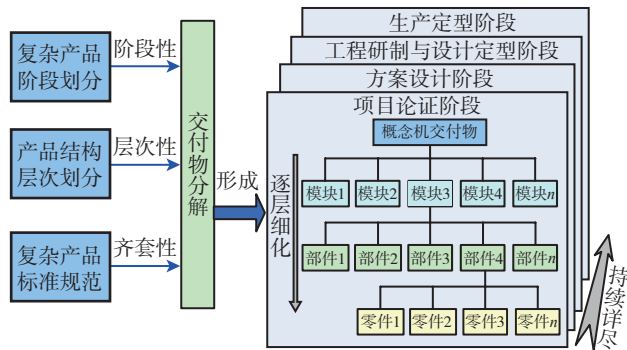 生产定型阶段
工程研制与设计定型阶段
方案设计阶段
项目论证阶段
复杂产品
阶段划分
阶段性
产品结构
层次划分
层次性
复杂产品
标准规范
齐套性
交付物分解
形成
逐层细化
概念机交付物
模块1 模块2 模块3 模块4 模块n
部件1 部件2 部件3 部件4 部件n
零件1 零件2 零件3 零件n
持续详尽